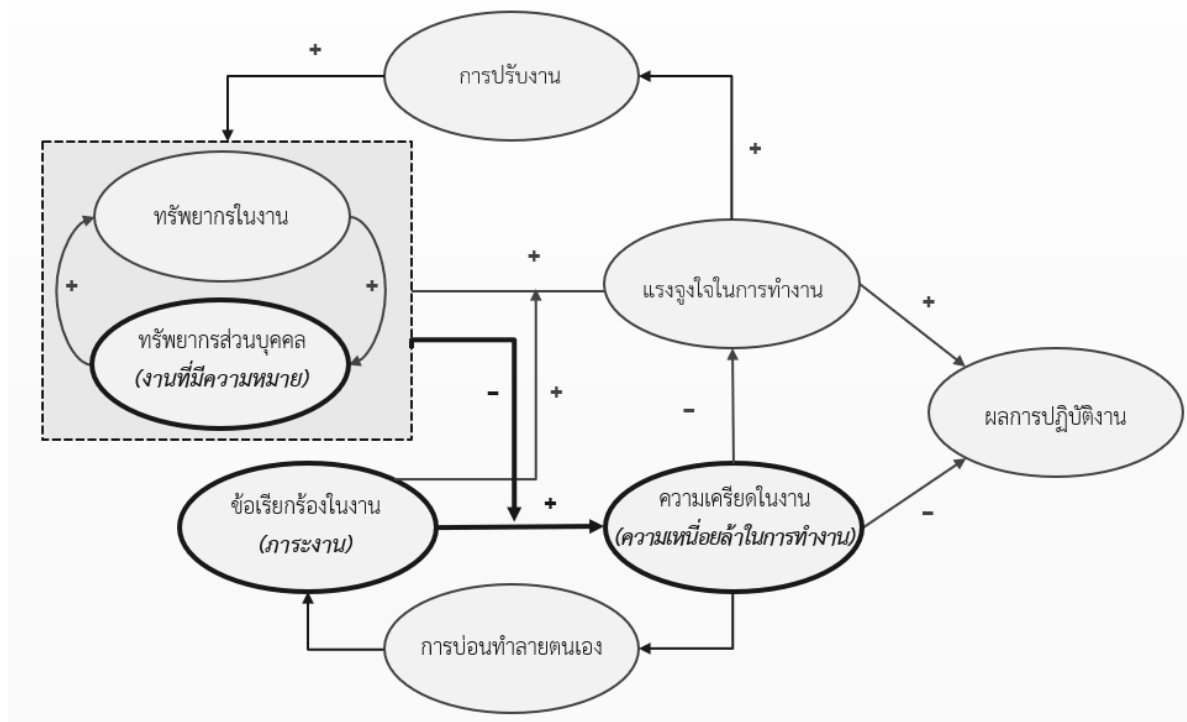 +
การปรับงาน
+
ทรัพยากรในงาน
+
+
+
แรงจูงใจในการทำงาน
+
ทรัพยากรส่วนบุคคล
(งานที่มีความหมาย)
-
+
-
ผลการปฏิบัติงาน
ข้อเรียกร้องในงาน
(ภาระงาน)
+
ความเครียดในงาน
(ความเหนื่อยล้าในการทำงาน)
-
การบ่อนทำลายตนเอง